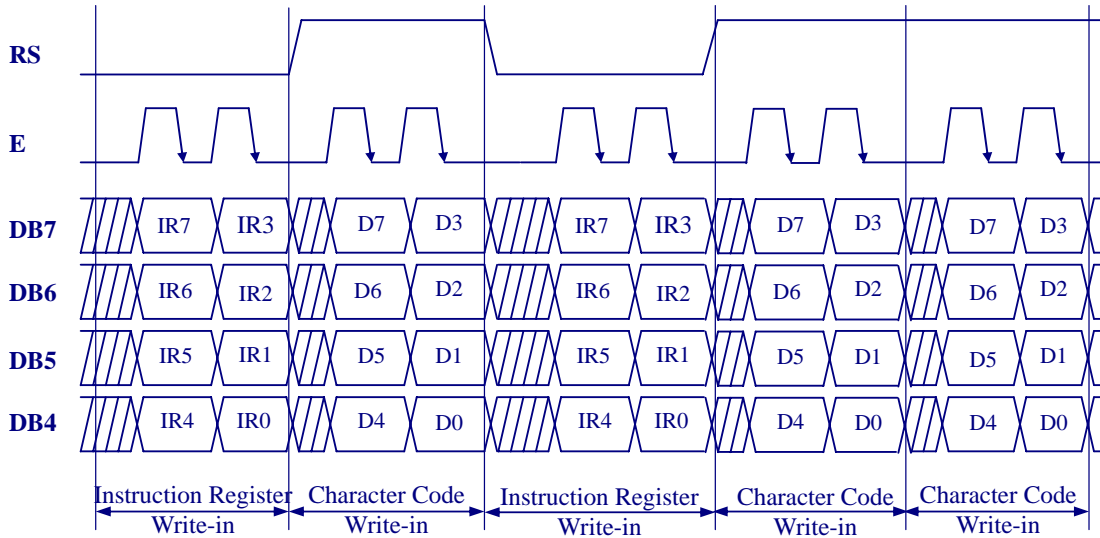 RS
E
DB7 IR7 IR3 D7 D3 IR7 IR3 D7 D3 D7 D3
DB6 IR6 IR2 D6 D2 IR6 IR2 D6 D2 D6 D2
DB5 IR5 IR1 D5 D1 IR5 IR1 D5 D1 D5 D1
DB4 IR4 IR0 D4 D0 IR4 IR0 D4 D0 D4 D0
Instruction Register Character Code Instruction Register Character Code Character Code
Write-in Write-in Write-in Write-in Write-in